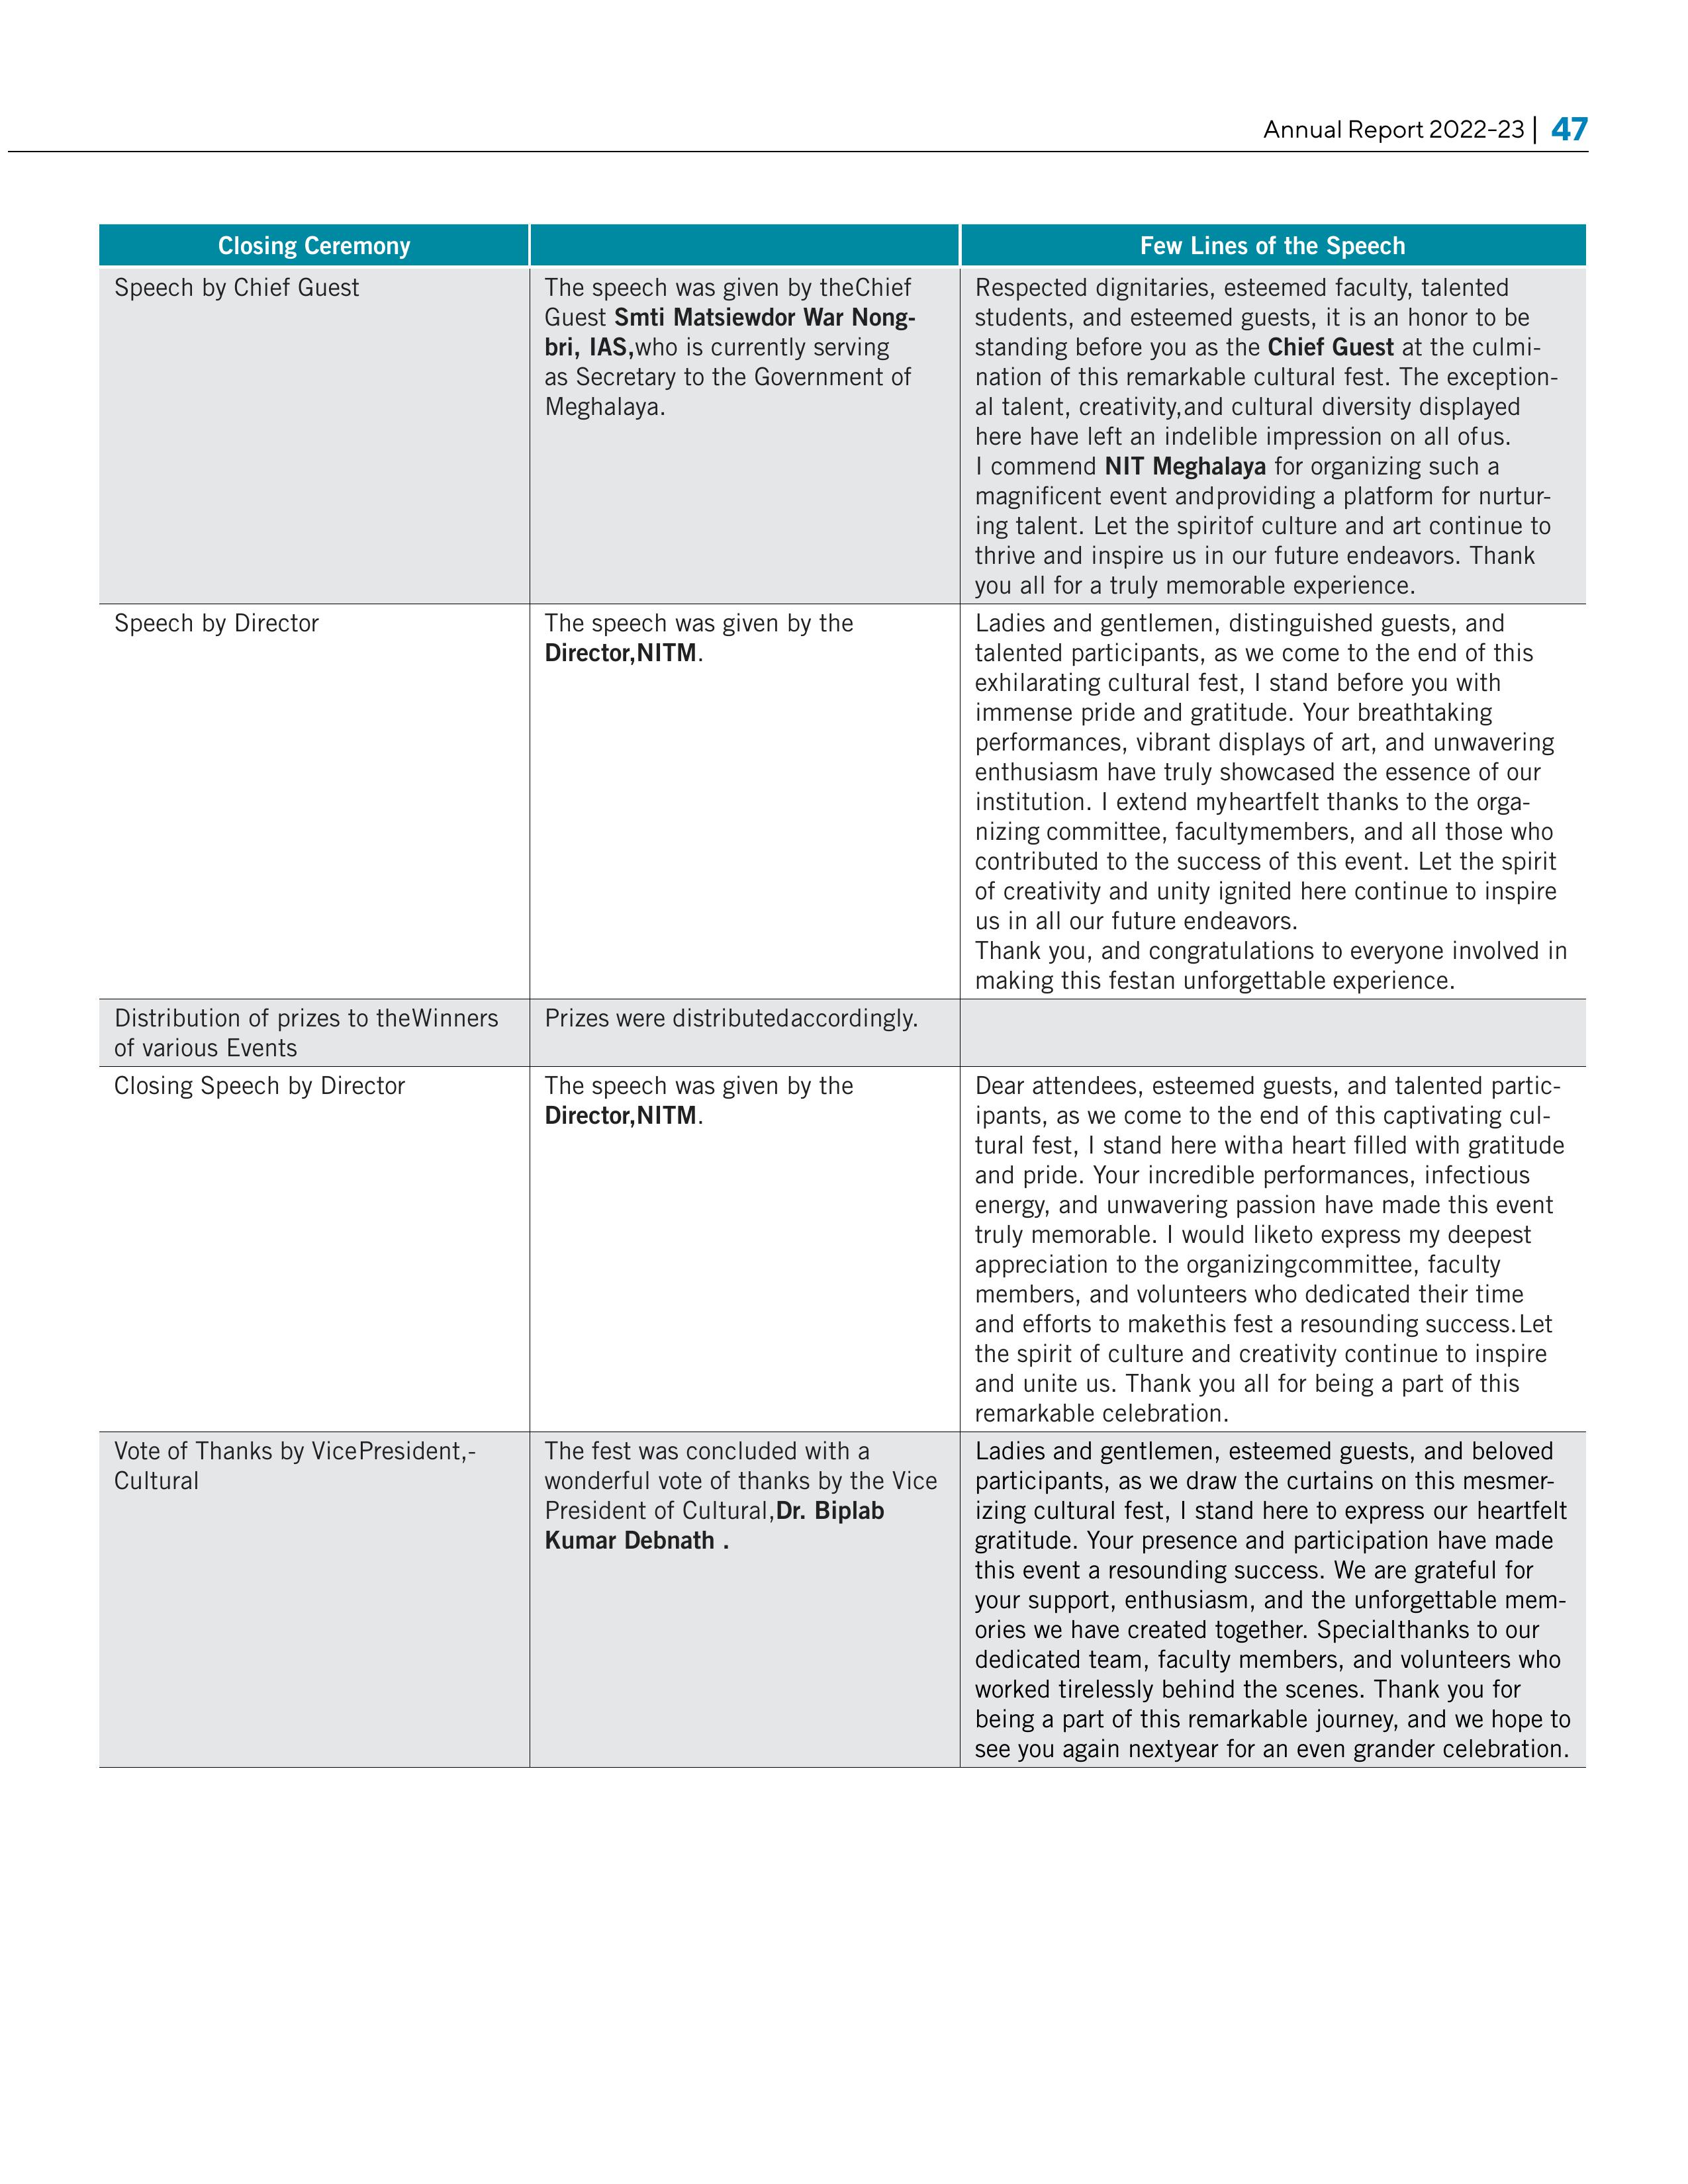 Annual Report 2022-23 | 47
Closing Ceremony
Few Lines of the Speech
Speech by Chief Guest
The speech was given by theChief
Guest Smti Matsiewdor War Nong-
bri, IAS,who is currently serving
as Secretary to the Government of
Meghalaya.
Respected dignitaries, esteemed faculty, talented
students, and esteemed guests, it is an honor to be
standing before you as the Chief Guest at the culmi-
nation of this remarkable cultural fest. The exception-
al talent, creativity,and cultural diversity displayed
here have left an indelible impression on all ofus.
I commend NIT Meghalaya for organizing such a
magnificent event andproviding a platform for nurtur-
ing talent. Let the spiritof culture and art continue to
thrive and inspire us in our future endeavors. Thank
you all for a truly memorable experience.
Speech by Director
The speech was given by the
Director,NITM.
Ladies and gentlemen, distinguished guests, and
talented participants, as we come to the end of this
exhilarating cultural fest, I stand before you with
immense pride and gratitude. Your breathtaking
performances, vibrant displays of art, and unwavering
enthusiasm have truly showcased the essence of our
institution. I extend myheartfelt thanks to the orga-
nizing committee, facultymembers, and all those who
contributed to the success of this event. Let the spirit
of creativity and unity ignited here continue to inspire
us in all our future endeavors.
Thank you, and congratulations to everyone involved in
making this festan unforgettable experience.
Distribution of prizes to theWinners
of various Events
Prizes were distributedaccordingly.
Closing Speech by Director
The speech was given by the
Director,NITM.
Dear attendees, esteemed guests, and talented partic-
ipants, as we come to the end of this captivating cul-
tural fest, I stand here witha heart filled with gratitude
and pride. Your incredible performances, infectious
energy, and unwavering passion have made this event
truly memorable. I would liketo express my deepest
appreciation to the organizingcommittee, faculty
members, and volunteers who dedicated their time
and efforts to makethis fest a resounding success.Let
the spirit of culture and creativity continue to inspire
and unite us. Thank you all for being a part of this
remarkable celebration.
Vote of Thanks by VicePresident,-
Cultural
The fest was concluded with a
wonderful vote of thanks by the Vice
President of Cultural,Dr. Biplab
Kumar Debnath .
Ladies and gentlemen, esteemed guests, and beloved
participants, as we draw the curtains on this mesmer-
izing cultural fest, I stand here to express our heartfelt
gratitude. Your presence and participation have made
this event a resounding success. We are grateful for
your support, enthusiasm, and the unforgettable mem-
ories we have created together. Specialthanks to our
dedicated team, faculty members, and volunteers who
worked tirelessly behind the scenes. Thank you for
being a part of this remarkable journey, and we hope to
see you again nextyear for an even grander celebration.